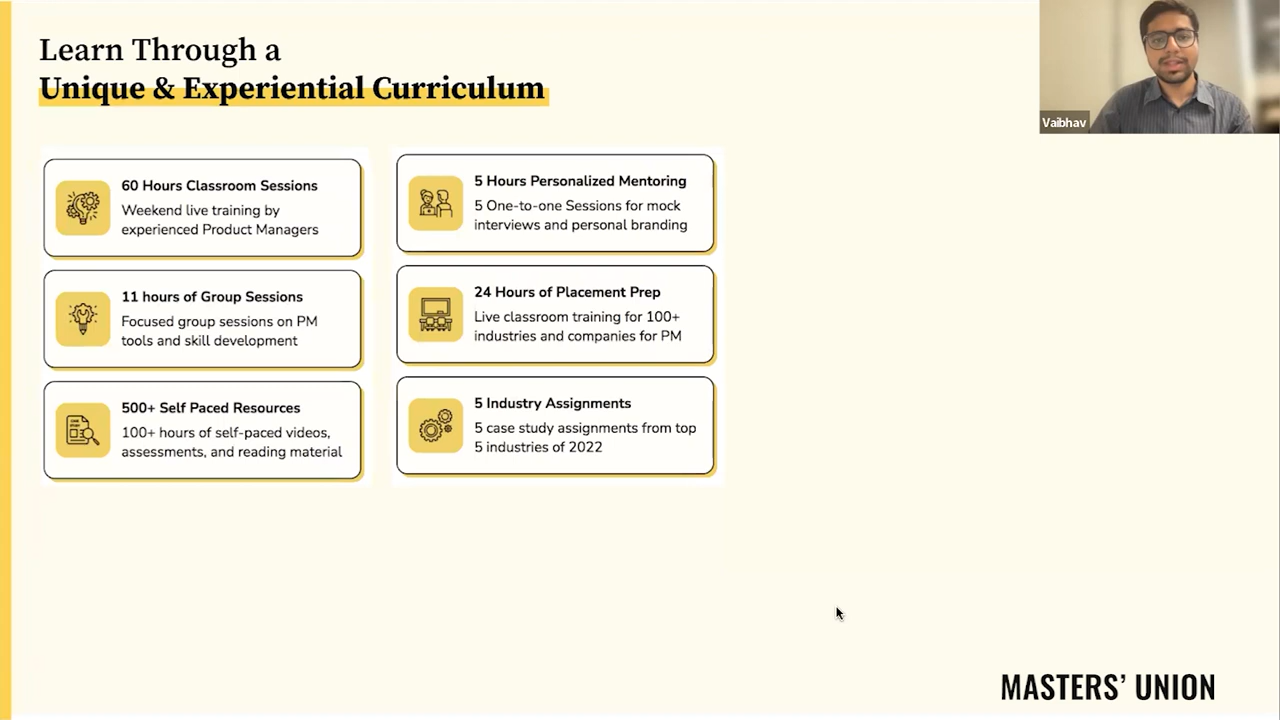 Learn Through a
Unique & Experiential Curriculum
Vaibhav
60 Hours Classroom Sessions
Weekend live training by
experienced Product Managers
11 hours of Group Sessions
Focused group sessions on PM
tools and skill development
500+ Self Paced Resources
100+ hours of self-paced videos,
assessments, and reading material
5 Hours Personalized Mentoring
5 One-to-one Sessions for mock
interviews and personal branding
24 Hours of Placement Prep
Live classroom training for 100+
industries and companies for PM
5 Industry Assignments
5 case study assignments from top
5 industries of 2022
MASTERS' UNION